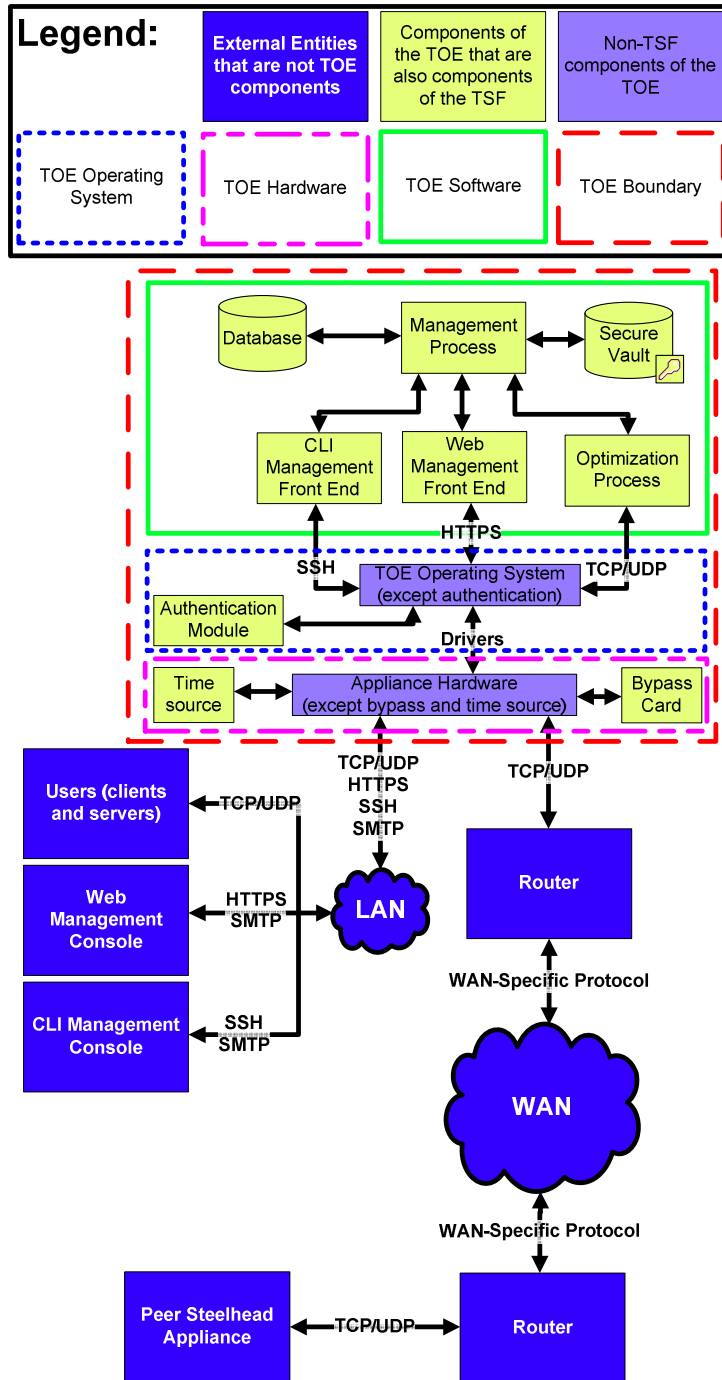 Legend:
External Entities
that are not TOE
components
Components of
the TOE that are
also components
of the TSF
Non-TSF
components of the
TOE
TOE Operating
System
TOE Hardware
TOE Software
TOE Boundary
Database
Management
Process
Secure
Vault
CLI
Management
Front End
Web
Management
Front End
Optimization
Process
HTTPS
SSH
TCP/UDP
TOE Operating System
(except authentication)
Authentication
Module
Drivers
Time
source
Appliance Hardware
(except bypass and time source)
Bypass
Card
TCP/UDP
HTTPS
SSH
SMTP
TCP/UDP
Users (clients
and servers)
TCP/UDP
Web
Management
Console
HTTPS
SMTP
LAN
Router
CLI Management
Console
SSH
SMTP
WAN-Specific Protocol
WAN
WAN-Specific Protocol
Peer Steelhead
Appliance
TCP/UDP
Router